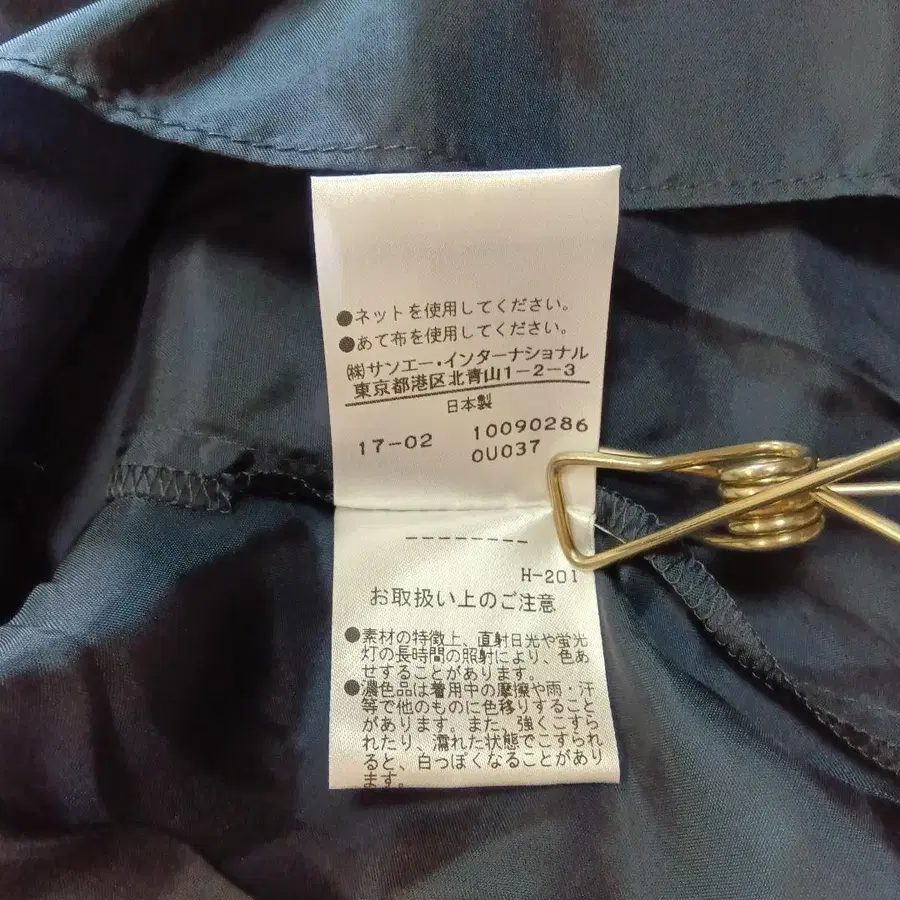 ●ネットを使用してください。
●あて布を使用してください。
㈱サンエー・インターナショナル
東京都港区北青山1-2-3
日本製
17-02 10090286
0U037
--------
H-201
お取扱い上のご注意
●素材の特徴上、直射日光や蛍光
灯の長時間の照射により、色あ
せすることがあります。
●濃色品は着用中の摩擦や雨・汗
等で他のものに色移りすること
があります。また、強くこすら
れたり、濡れた状態でこすられ
ると、白っぽくなることがあり
ます。